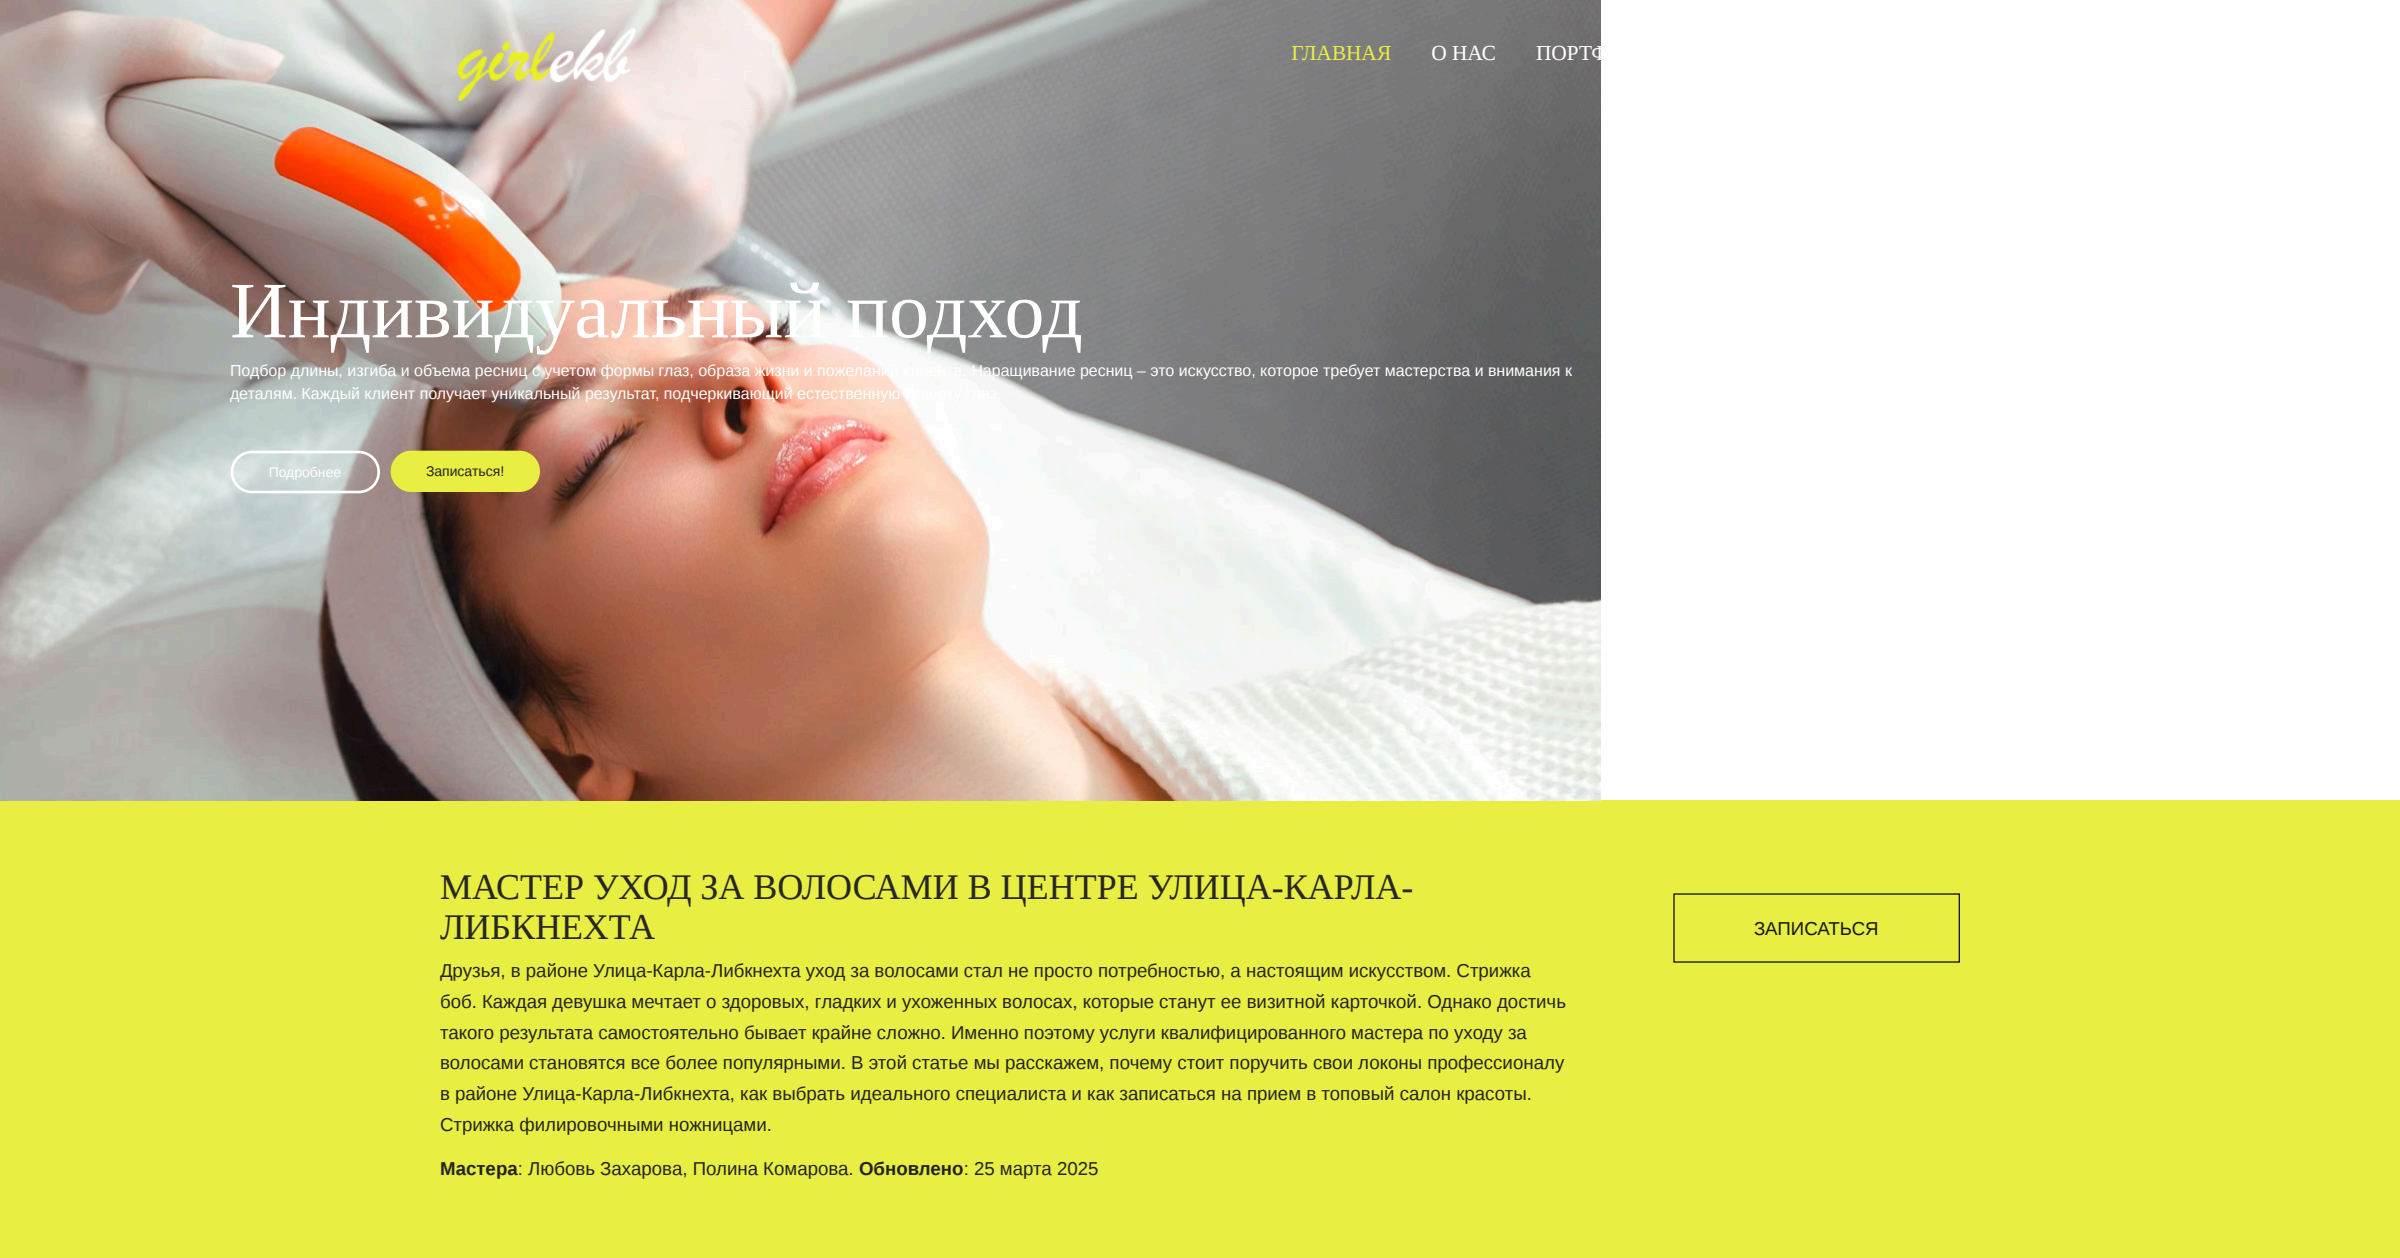 girlekb
ГЛАВНАЯ О НАС
Индивидуальный подход
Подбор длины, изгиба и объема ресниц с учетом формы глаз, образа жизни и пожеланий клиента. Наращивание ресниц – это искусство, которое требует мастерства и внимания к
деталям. Каждый клиент получает уникальный результат, подчеркивающий естественную
Подробнее Записаться!
МАСТЕР УХОД ЗА ВОЛОСАМИ В ЦЕНТРЕ УЛИЦА-КАРЛА-
ЛИБКНЕХТА
ЗАПИСАТЬСЯ
Друзья, в районе Улица-Карла-Либкнехта уход за волосами стал не просто потребностью, а настоящим искусством. Стрижка
боб. Каждая девушка мечтает о здоровых, гладких и ухоженных волосах, которые станут ее визитной карточкой. Однако достичь
такого результата самостоятельно бывает крайне сложно. Именно поэтому услуги квалифицированного мастера по уходу за
волосами становятся все более популярными. В этой статье мы расскажем, почему стоит поручить свои локоны профессионалу
в районе Улица-Карла-Либкнехта, как выбрать идеального специалиста и как записаться на прием в топовый салон красоты.
Стрижка филировочными ножницами.
Мастера: Любовь Захарова, Полина Комарова. Обновлено: 25 марта 2025